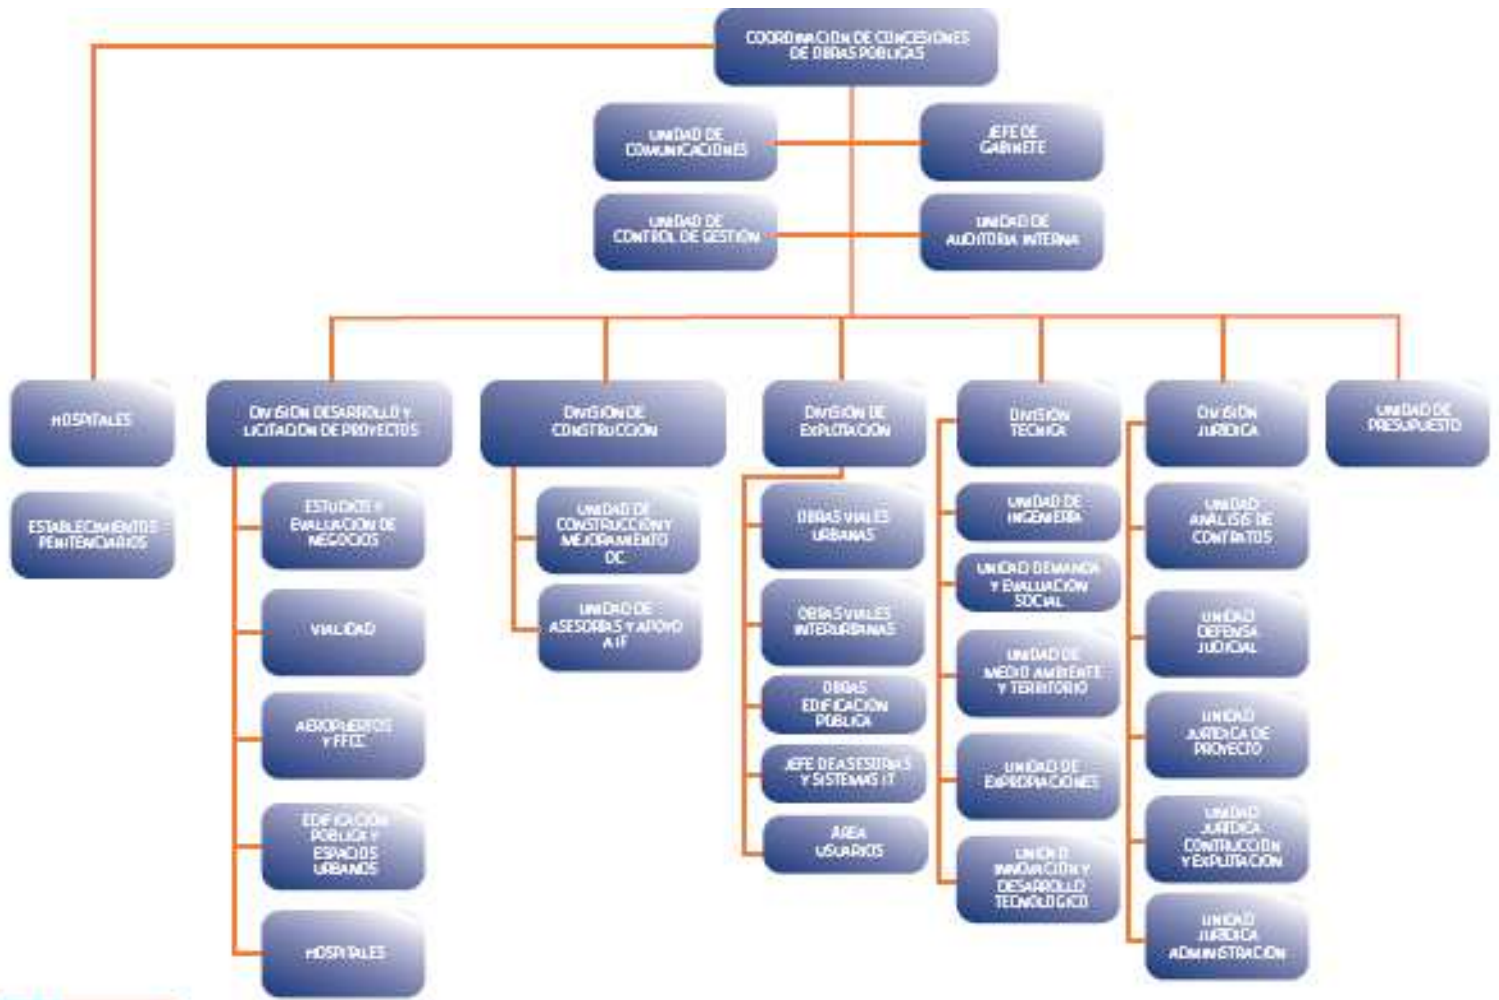 COORDINACIÓN DE CONCESIONES
DE OBRAS PÚBLICAS
UNIDAD DE
COMUNICACIONES
JEFE DE
GABINETE
UNIDAD DE
CONTROL DE GESTIÓN
UNIDAD DE
AUDITORIA INTERNA
HOSPITALES
ESTABLECIMIENTOS
PENITENCIARIOS
DIVISIÓN DESARROLLO Y
LICITACIÓN DE PROYECTOS
ESTUDIOS Y
EVALUACIÓN DE
NEGOCIOS
VIALIDAD
AEROPUERTOS
Y FFCC
EDIFICACIÓN
PÚBLICA Y
ESPACIOS
URBANOS
HOSPITALES
DIVISIÓN DE
CONSTRUCCIÓN
UNIDAD DE
CONSTRUCCIÓN Y
MEJORAMIENTO
OC
UNIDAD DE
ASESORÍAS Y APOYO
A IF
DIVISIÓN DE
EXPLOTACIÓN
OBRAS VIALES
URBANAS
OBRAS VIALES
INTERURBANAS
OBRAS
EDIFICACIÓN
PÚBLICA
JEFE DE ASESORIAS
Y SISTEMAS IT
ÁREA
USUARIOS
DIVISIÓN
TÉCNICA
UNIDAD DE
INGENIERÍA
UNIDAD DEMANDA
Y EVALUACIÓN
SOCIAL
UNIDAD DE
MEDIO AMBIENTE
Y TERRITORIO
UNIDAD DE
EXPROPIACIONES
UNIDAD
INNOVACIÓN Y
DESARROLLO
TECNOLÓGICO
DIVISIÓN
JURÍDICA
UNIDAD
ANÁLISIS DE
CONTRATOS
UNIDAD
DEFENSA
JUDICIAL
UNIDAD
JURÍDICA DE
PROYECTO
UNIDAD
JURÍDICA
CONTRUCCIÓN
Y EXPLOTACIÓN
UNIDAD
JURÍDICA
ADMINISTRACIÓN
UNIDAD DE
PRESUPUESTO